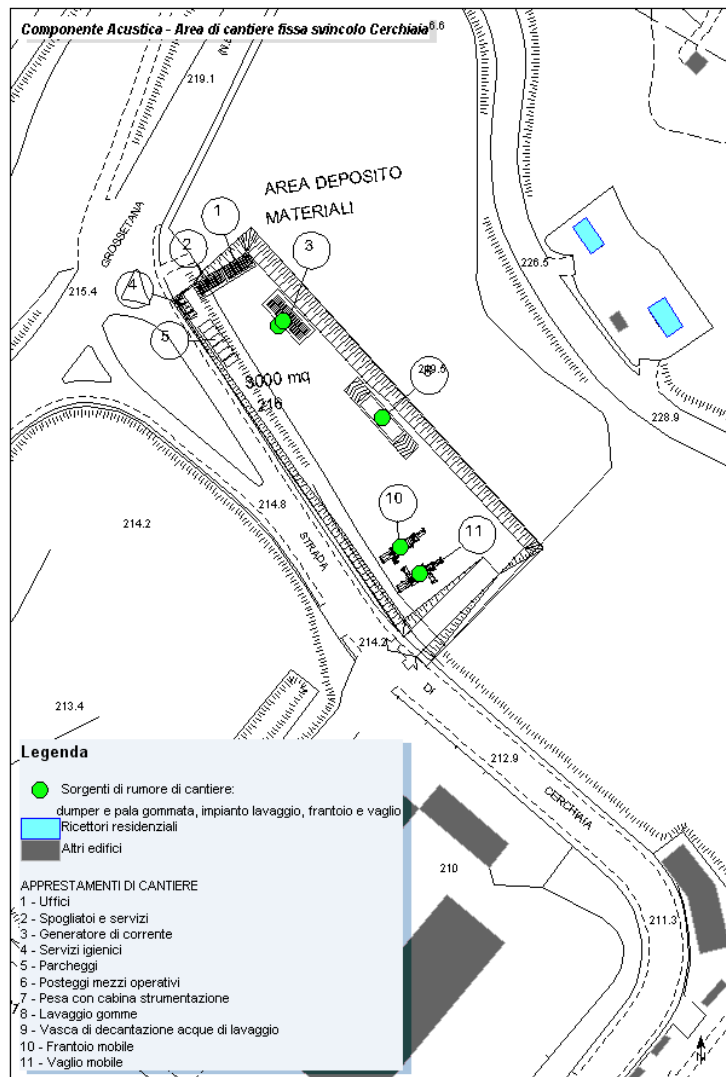 Componente Acustica - Area di cantiere fissa svincolo Cerchiaia
6.6
219.1
(N.
AREA DEPOSITO
MATERIALI
1
2
3
GROSSETANA
226.5
4
215.4
5
3000 mq
216
8
228.9
214.8
10
11
214.2
STRADA
214.2
DI
213.4
212.9
CERCHIAIA
210
211.3
N
Legenda
Sorgenti di rumore di cantiere:
dumper e pala gommata, impianto lavaggio, frantoio e vaglio
Ricettori residenziali
Altri edifici
APPRESTAMENTI DI CANTIERE
1 - Uffici
2 - Spogliatoi e servizi
3 - Generatore di corrente
4 - Servizi igienici
5 - Parcheggi
6 - Posteggi mezzi operativi
7 - Pesa con cabina strumentazione
8 - Lavaggio gomme
9 - Vasca di decantazione acque di lavaggio
10 - Frantoio mobile
11 - Vaglio mobile